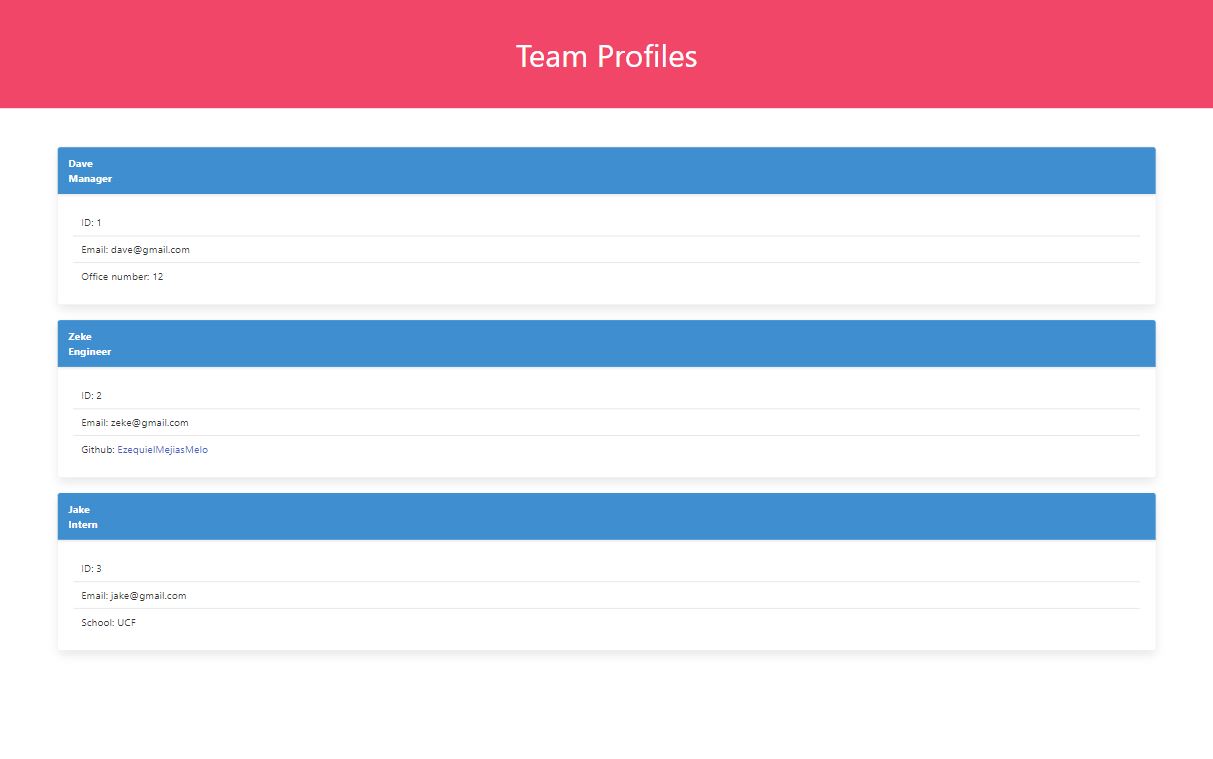 Team Profiles
Dave
Manager
ID: 1
Email: dave@gmail.com
Office number: 12
Zeke
Engineer
ID: 2
Email: zeke@gmail.com
Github: EzequielMejiasMelo
Jake
Intern
ID: 3
Email: jake@gmail.com
School: UCF